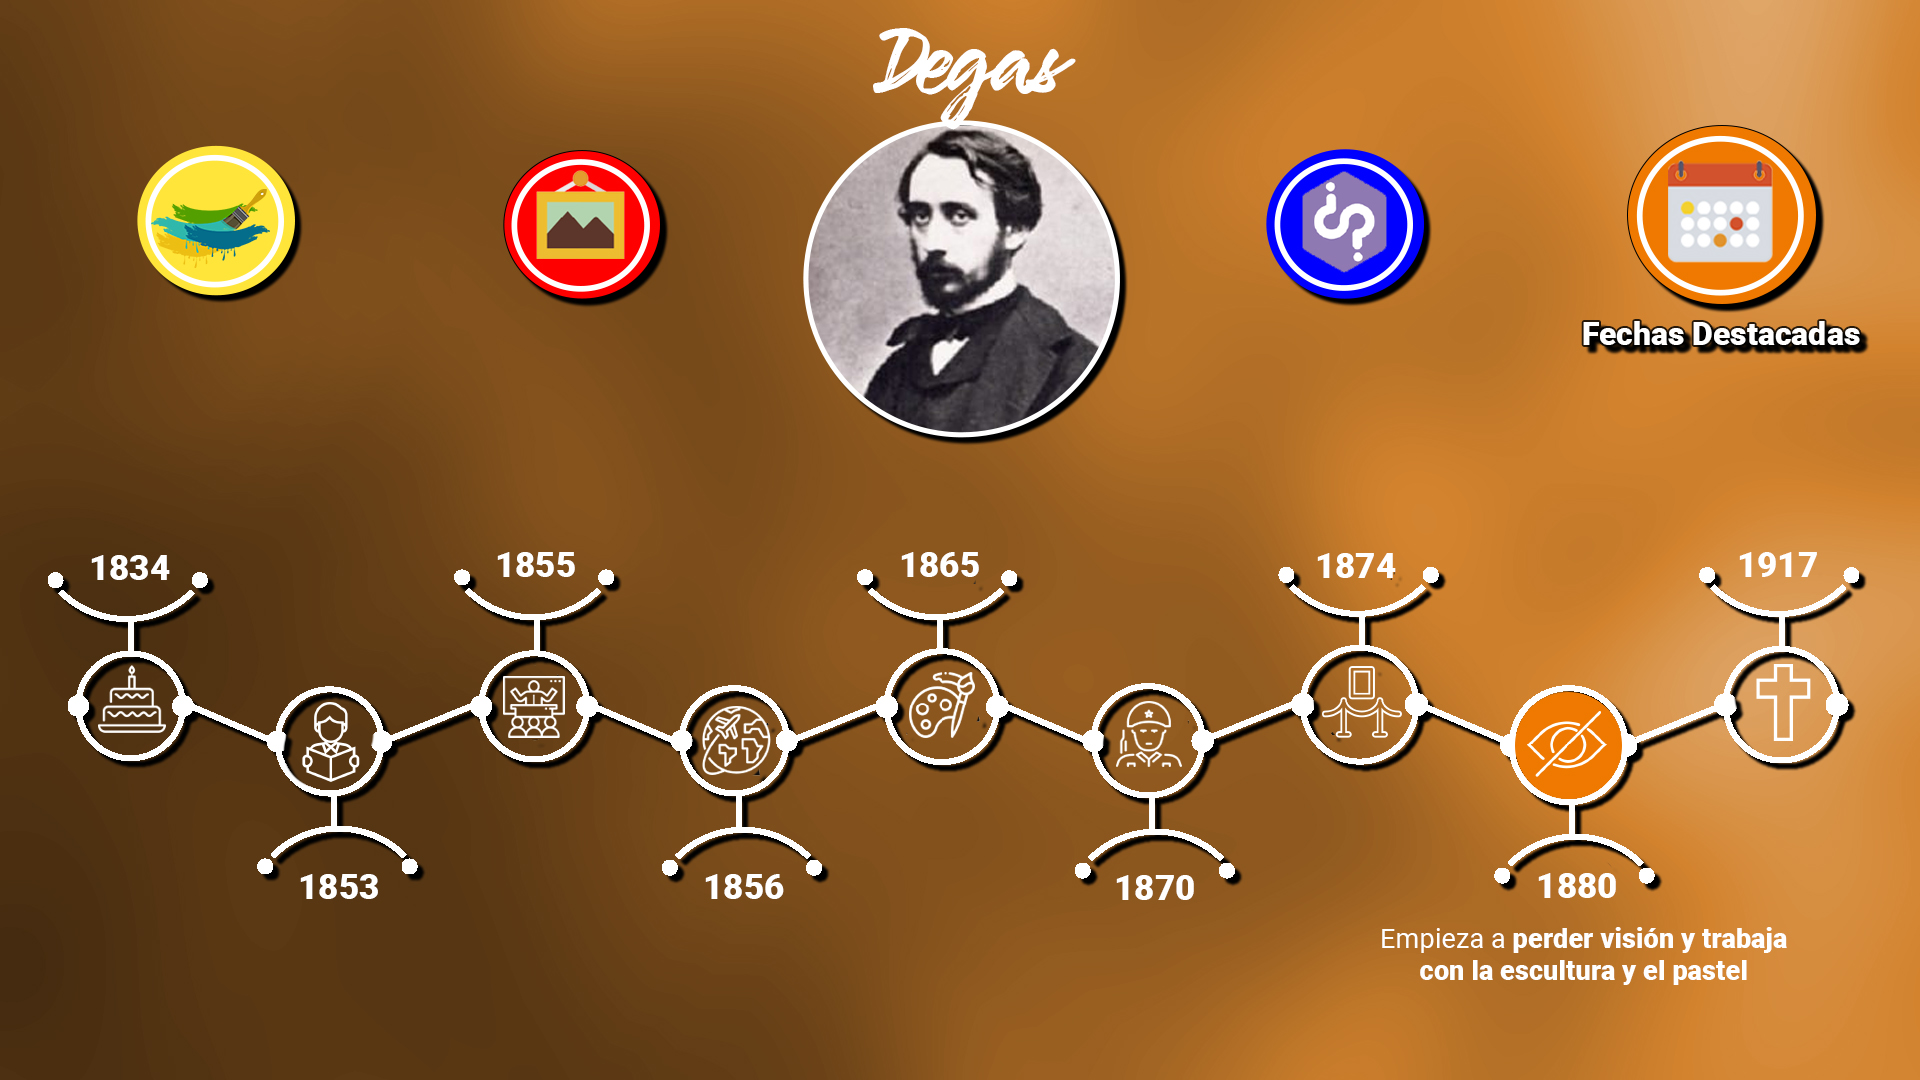 Degas
Fechas Destacadas
1834
1855
1865
1874
1917
1853
1856
1870
1880
Empieza a perder visión y trabaja
con la escultura y el pastel